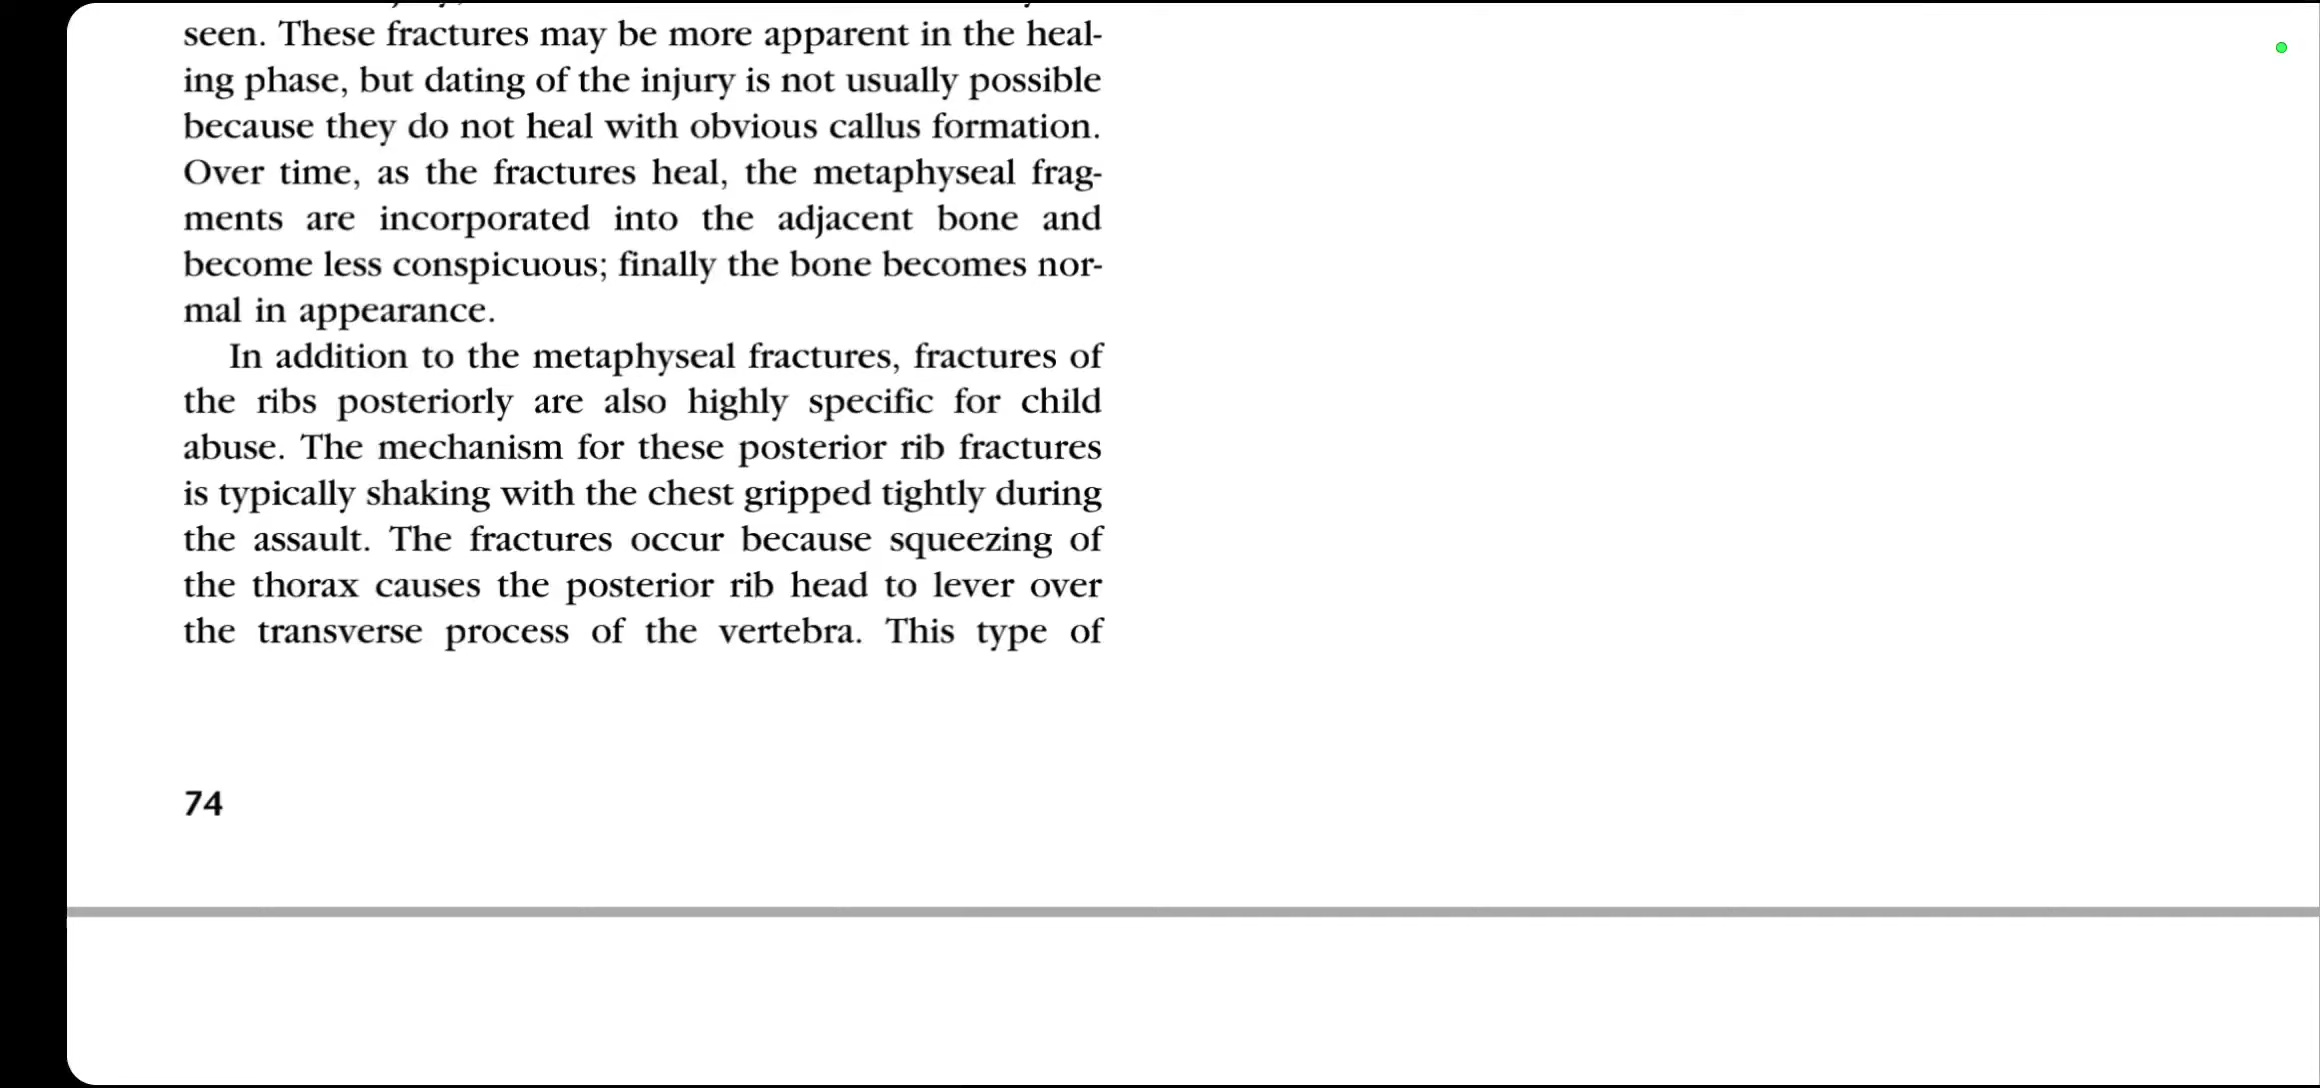 seen. These fractures may be more apparent in the heal-
ing phase, but dating of the injury is not usually possible
because they do not heal with obvious callus formation.
Over time, as the fractures heal, the metaphyseal frag-
ments are incorporated into the adjacent bone and
become less conspicuous; finally the bone becomes nor-
mal in appearance.
In addition to the metaphyseal fractures, fractures of
the ribs posteriorly are also highly specific for child
abuse. The mechanism for these posterior rib fractures
is typically shaking with the chest gripped tightly during
the assault. The fractures occur because squeezing of
the thorax causes the posterior rib head to lever over
the transverse process of the vertebra. This type of
74